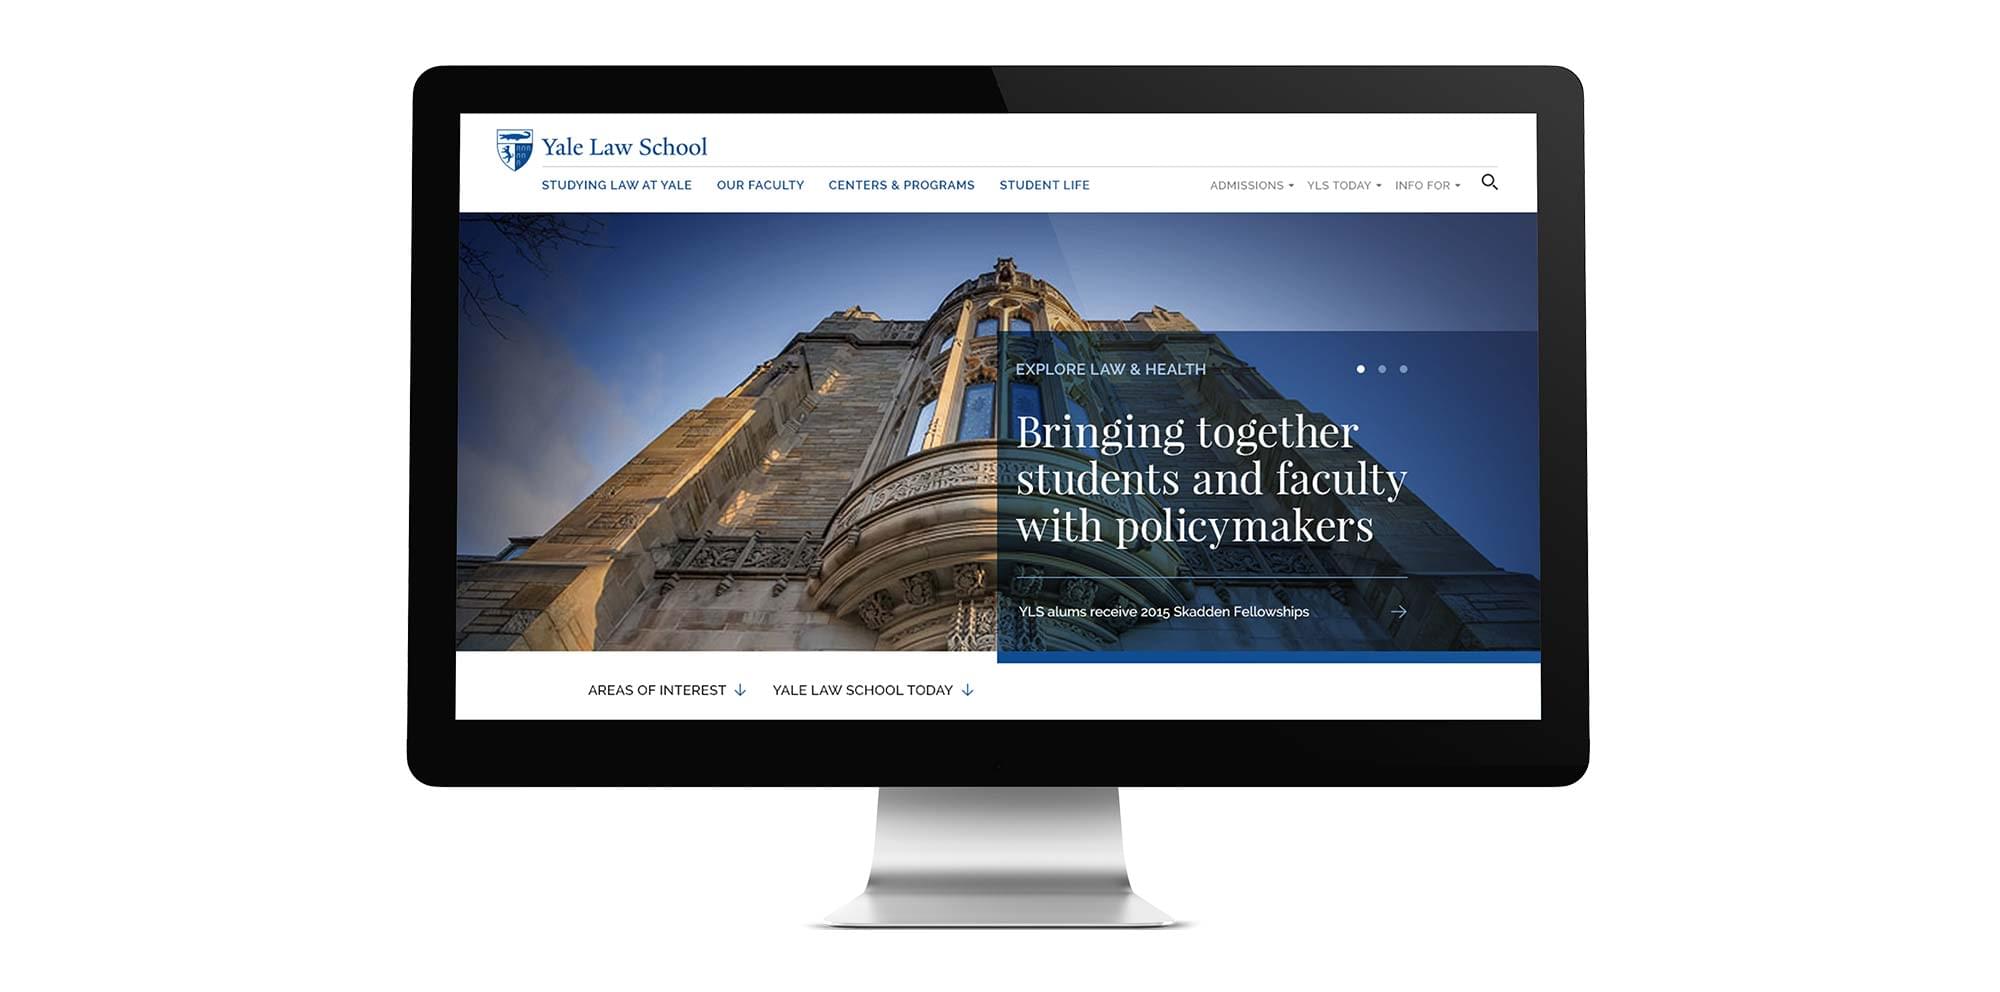 Yale Law School
STUDYING LAW AT YALE OUR FACULTY CENTERS & PROGRAMS STUDENT LIFE ADMISSIONS YLS TODAY INFO FOR
EXPLORE LAW & HEALTH
Bringing together
students and faculty
with policymakers
YLS alums receive 2015 Skadden Fellowships
AREAS OF INTEREST YALE LAW SCHOOL TODAY